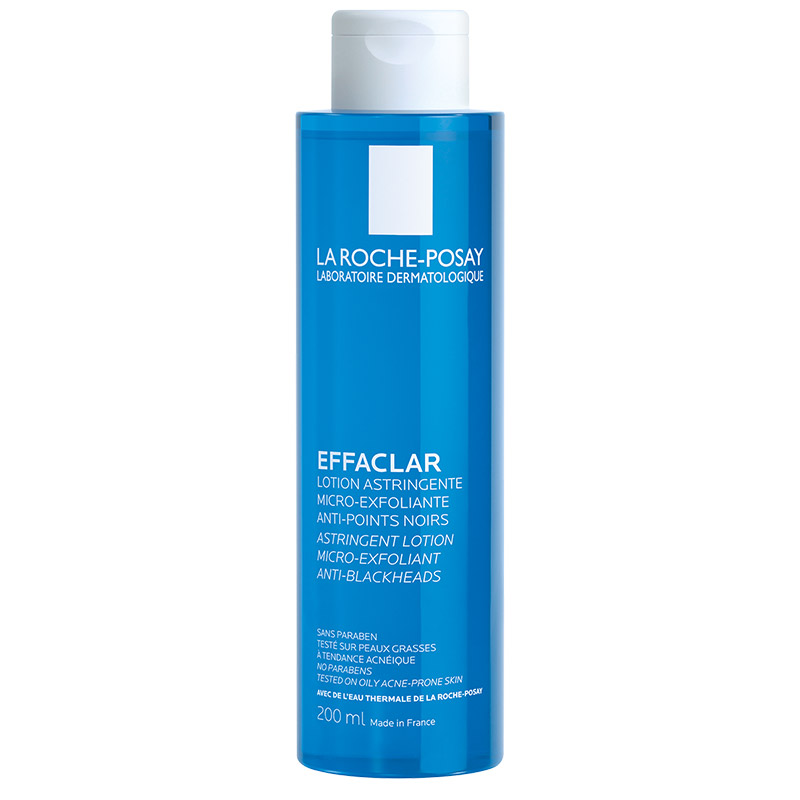 LA ROCHE-POSAY
LABORATOIRE DERMATOLOGIQUE
EFFACLAR
LOTION ASTRINGENTE
MICRO-EXFOLIANTE
ANTI-POINTS NOIRS
ASTRINGENT LOTION
MICRO-EXFOLIANT
ANTI-BLACKHEADS
SANS PARABEN
TESTÉ SUR PEAUX GRASSES
À TENDANCE ACNÉIQUE
NO PARABENS
TESTED ON OILY ACNE-PRONE SKIN
AVEC DE L'EAU THERMALE DE LA ROCHE-POSAY
200 ml Made in France